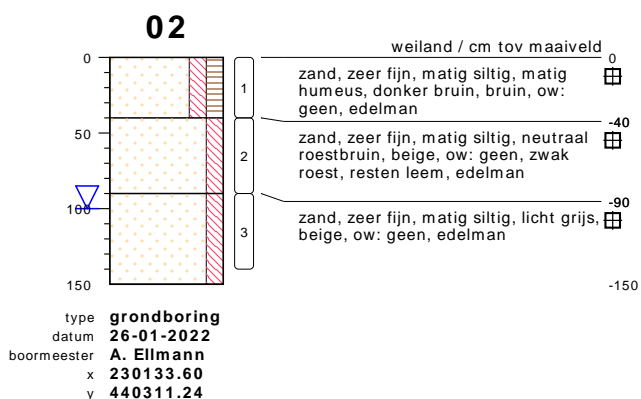 02
weiland / cm tov maaiveld
0
0
zand, zeer fijn, matig siltig, matig
humeus, donker bruin, bruin, ow:
geen, edelman
1
-40
50
zand, zeer fijn, matig siltig, neutraal
roestbruin, beige, ow: geen, zwak
roest, resten leem, edelman
2
-90
100
zand, zeer fijn, matig siltig, licht grijs,
beige, ow: geen, edelman
3
150
-150
type grondboring
datum 26-01-2022
boormeester A. Ellmann
x 230133.60
y 440311.24